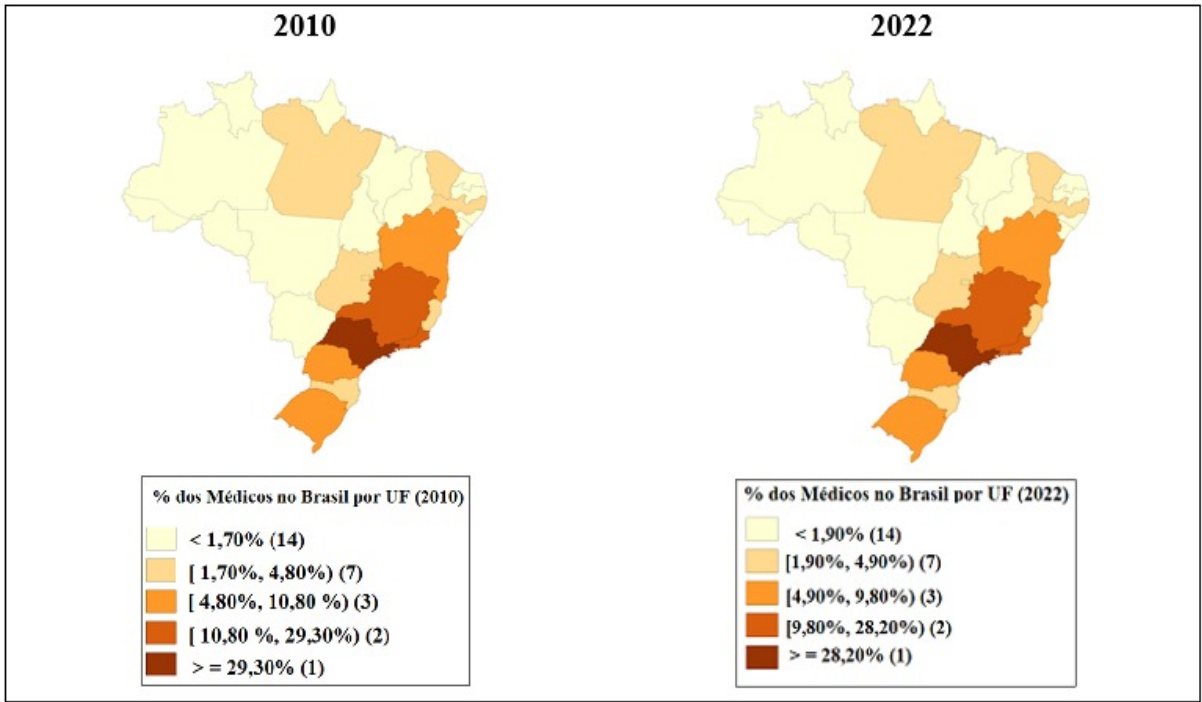 2010
2022
% dos Médicos no Brasil por UF (2010)
< 1,70% (14)
[ 1,70%, 4,80%) (7)
[ 4,80%, 10,80 %) (3)
[ 10,80 %, 29,30%) (2)
> = 29,30% (1)
% dos Médicos no Brasil por UF (2022)
< 1,90% (14)
[1,90%, 4,90%) (7)
[4,90%, 9,80%) (3)
[9,80%, 28,20%) (2)
> = 28,20% (1)